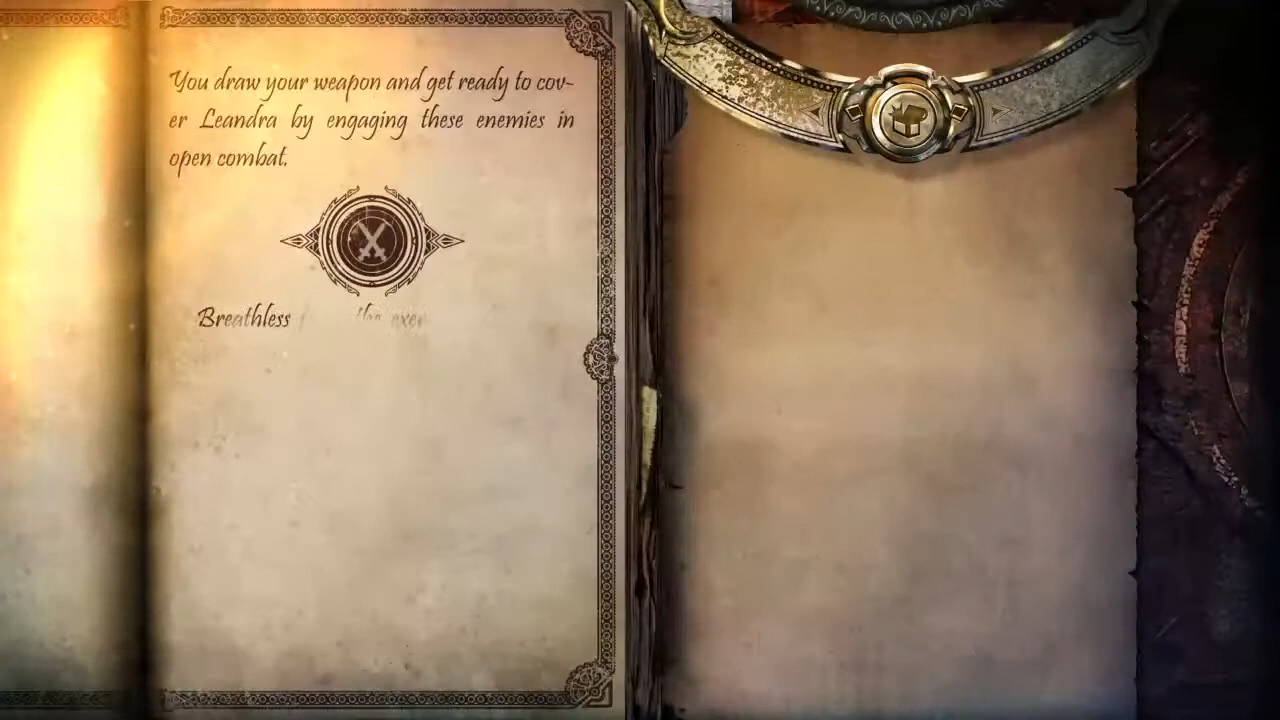 You draw your weapon and get ready to cov-
er Leandra by engaging these enemies in
open combat.
Breathless